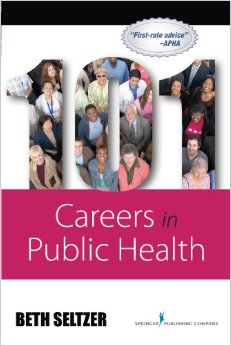 "First-rate advice"
–APHA
101
Careers in
Public Health
BETH SELTZER
SPRINGER PUBLISHING COMPANY